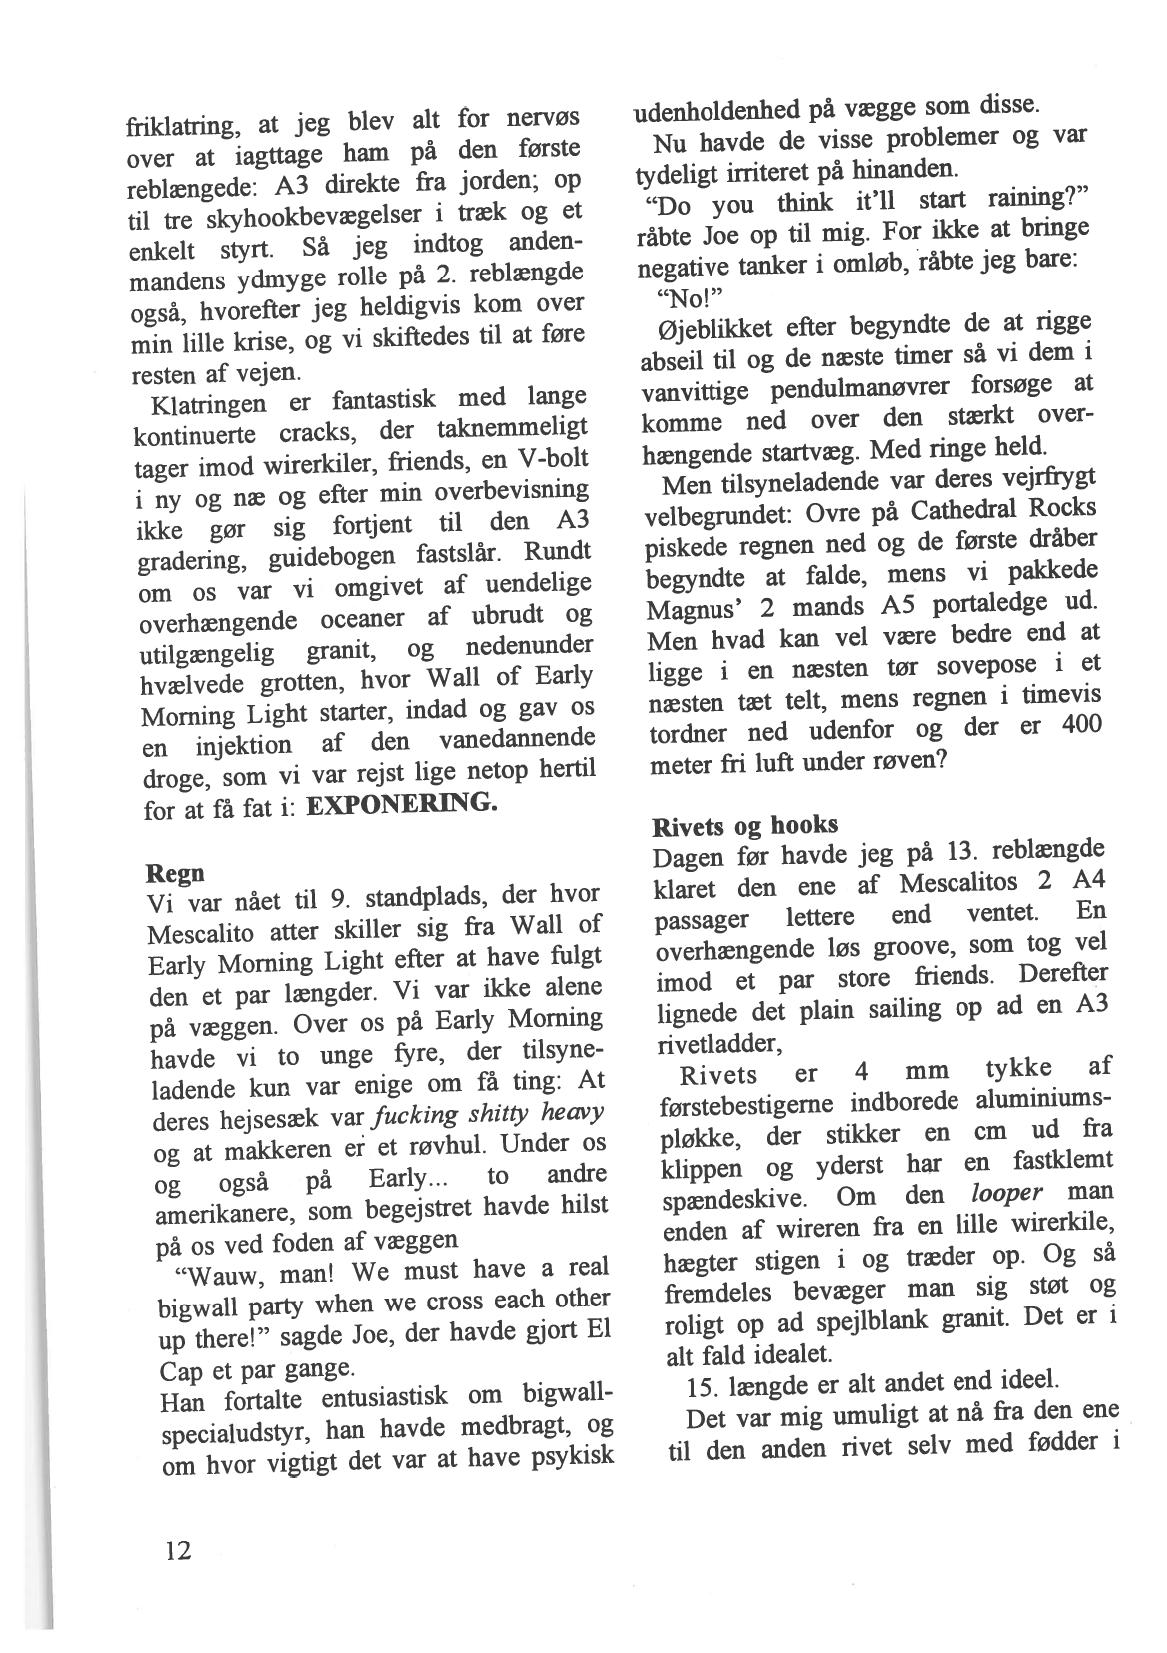 friklatring, at jeg blev alt for nervøs
over at iagttage ham på den første
reblængede: A3 direkte fra jorden; op
til tre skyhookbevægelser i træk og et
enkelt styrt. Så jeg indtog anden-
mandens ydmyge rolle på 2. reblængde
også, hvorefter jeg heldigvis kom over
min lille krise, og vi skiftedes til at føre
resten af vejen.
Klatringen er fantastisk med lange
kontinuerte cracks, der taknemmeligt
tager imod wirerkiler, friends, en V-bolt
i ny og næ og efter min overbevisning
ikke gør sig fortjent til den A3
gradering, guidebogen fastslår. Rundt
om os var vi omgivet af uendelige
overhængende oceaner af ubrudt og
utilgængelig granit, og nedenunder
hvælvede grotten, hvor Wall of Early
Morning Light starter, indad og gav os
en injektion af den vanedannende
droge, som vi var rejst lige netop hertil
for at få fat i: EXPONERING.
Regn
Vi var nået til 9. standplads, der hvor
Mescalito atter skiller sig fra Wall of
Early Morning Light efter at have fulgt
den et par længder. Vi var ikke alene
på væggen. Over os på Early Morning
havde vi to unge fyre, der tilsyne-
ladende kun var enige om få ting: At
deres hejsesæk var fucking shitty heavy
og at makkeren er et røvhul. Under os
og også på Early... to andre
amerikanere, som begejstret havde hilst
på os ved foden af væggen
“Wauw, man! We must have a real
bigwall party when we cross each other
up there!” sagde Joe, der havde gjort El
Cap et par gange.
Han fortalte entusiastisk om bigwall-
specialudstyr, han havde medbragt, og
om hvor vigtigt det var at have psykisk
udenholdenhed på vægge som disse.
Nu havde de visse problemer og var
tydeligt irriteret på hinanden.
“Do you think it’ll start raining?”
råbte Joe op til mig. For ikke at bringe
negative tanker i omløb, råbte jeg bare:
“No!”
Øjeblikket efter begyndte de at rigge
abseil til og de næste timer så vi dem i
vanvittige pendulmanøvrer forsøge at
komme ned over den stærkt over-
hængende startvæg. Med ringe held.
Men tilsyneladende var deres vejrfrygt
velbegrundet: Ovre på Cathedral Rocks
piskede regnen ned og de første dråber
begyndte at falde, mens vi pakkede
Magnus’ 2 mands A5 portaledge ud.
Men hvad kan vel være bedre end at
ligge i en næsten tør sovepose i et
næsten tæt telt, mens regnen i timevis
tordner ned udenfor og der er 400
meter fri luft under røven?
Rivets og hooks
Dagen før havde jeg på 13. reblængde
klaret den ene af Mescalitos 2 A4
passager lettere end ventet. En
overhængende løs groove, som tog vel
imod et par store friends. Derefter
lignede det plain sailing op ad en A3
rivetladder,
Rivets er 4 mm tykke af
førstebestigerne indborede aluminiums-
pløkke, der stikker en cm ud fra
klippen og yderst har en fastklemt
spændeskive. Om den looper man
enden af wireren fra en lille wirerkile,
hægter stigen i og træder op. Og så
fremdeles bevæger man sig støt og
roligt op ad spejlblank granit. Det er i
alt fald idealet.
15. længde er alt andet end ideel.
Det var mig umuligt at nå fra den ene
til den anden rivet selv med fødder i
12